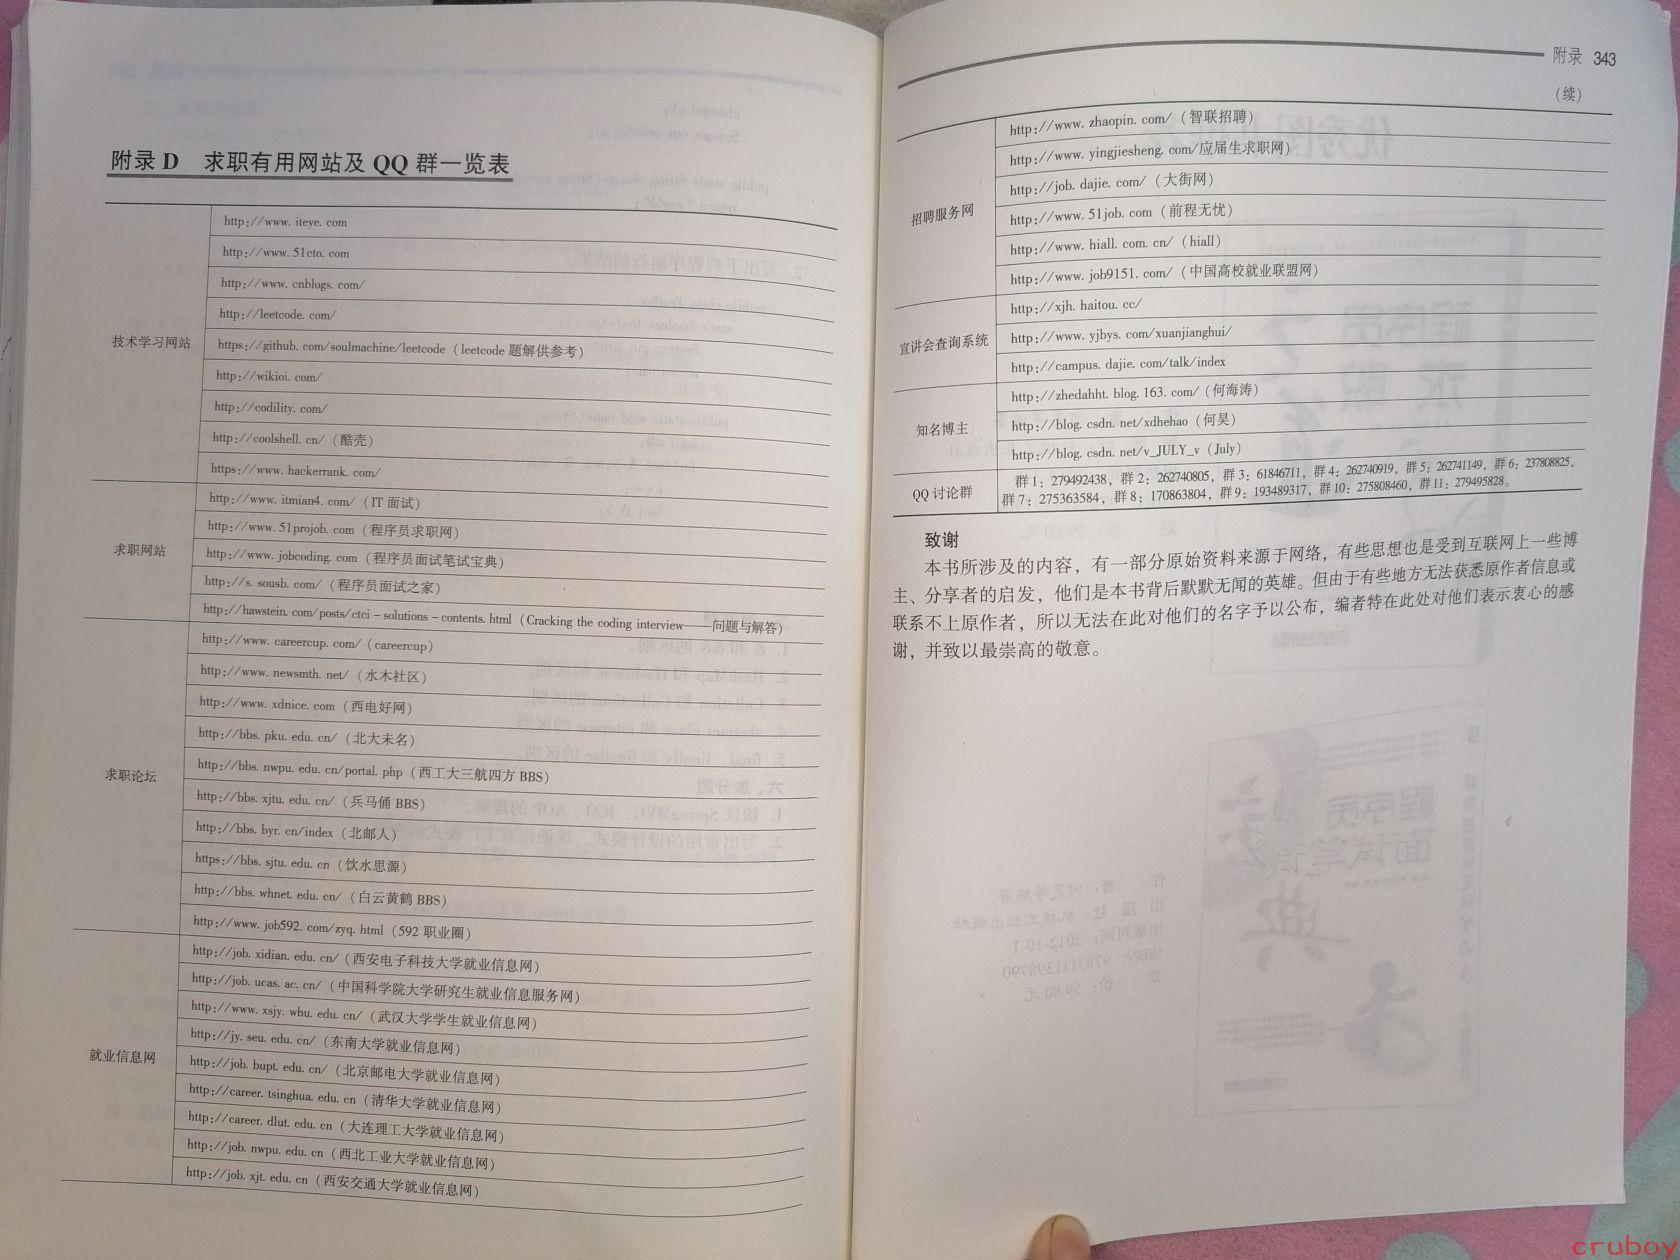 附录 D 求职有用网站及 QQ 群一览表
技术学习网站
http://www. iteye. com
http://www. 51cto. com
http://www. cnblogs. com/
http://leetcode. com/
https://github. com/soulmachine/leetcode（leetcode 题解供参考）
http://wikioi. com/
http://codility. com/
http://coolshell. cn/（酷壳）
https://www. hackerrank. com/
求职网站
http://www. itmian4. com/（IT 面试）
http://www. 51projob. com（程序员求职网）
http://www. jobcoding. com（程序员面试笔试宝典）
http://s. sousb. com/（程序员面试之家）
http://hawstein. com/posts/ctci－solutions－contents. html（Cracking the coding interview——问题与解答）
求职论坛
http://www. careercup. com/（careercup）
http://www. newsmth. net/（水木社区）
http://www. xdnice. com（西电好网）
http://bbs. pku. edu. cn/（北大未名）
http://bbs. nwpu. edu. cn/portal. php（西工大三航四方 BBS）
http://bbs. xjtu. edu. cn/（兵马俑 BBS）
http://bbs. byr. cn/index（北邮人）
https://bbs. sjtu. edu. cn（饮水思源）
http://bbs. whnet. edu. cn/（白云黄鹤 BBS）
http://www. job592. com/zyq. html（592 职业圈）
就业信息网
http://job. xidian. edu. cn/（西安电子科技大学就业信息网）
http://job. ucas. ac. cn/（中国科学院大学研究生就业信息服务网）
http://www. xsjy. whu. edu. cn/（武汉大学学生就业信息网）
http://jy. seu. edu. cn/（东南大学就业信息网）
http://job. bupt. edu. cn/（北京邮电大学就业信息网）
http://career. tsinghua. edu. cn（清华大学就业信息网）
http://career. dlut. edu. cn（大连理工大学就业信息网）
http://job. nwpu. edu. cn（西北工业大学就业信息网）
http://job. xjt. edu. cn（西安交通大学就业信息网）
附录 343
（续）
招聘服务网
http://www. zhaopin. com/（智联招聘）
http://www. yingjiesheng. com/应届生求职网）
http://job. dajie. com/（大街网）
http://www. 51job. com（前程无忧）
http://www. hiall. com. cn/（hiall）
http://www. job9151. com/（中国高校就业联盟网）
宣讲会查询系统
http://xjh. haitou. cc/
http://www. yjbys. com/xuanjianghui/
http://campus. dajie. com/talk/index
知名博主
http://zhedahht. blog. 163. com/（何海涛）
http://blog. csdn. net/xdhehao（何昊）
http://blog. csdn. net/v_JULY_v（July）
QQ 讨论群
群 1：279492438，群 2：262740805，群 3：61846711，群 4：262740919，群 5：262741149，群 6：237808825，
群 7：275363584，群 8：170863804，群 9：193489317，群 10：275808460，群 11：279495828。
致谢
本书所涉及的内容，有一部分原始资料来源于网络，有些思想也是受到互联网上一些博
主、分享者的启发，他们是本书背后默默无闻的英雄。但由于有些地方无法获悉原作者信息或
联系不上原作者，所以无法在此对他们的名字予以公布，编者特在此处对他们表示衷心的感
谢，并致以最崇高的敬意。
cruboy